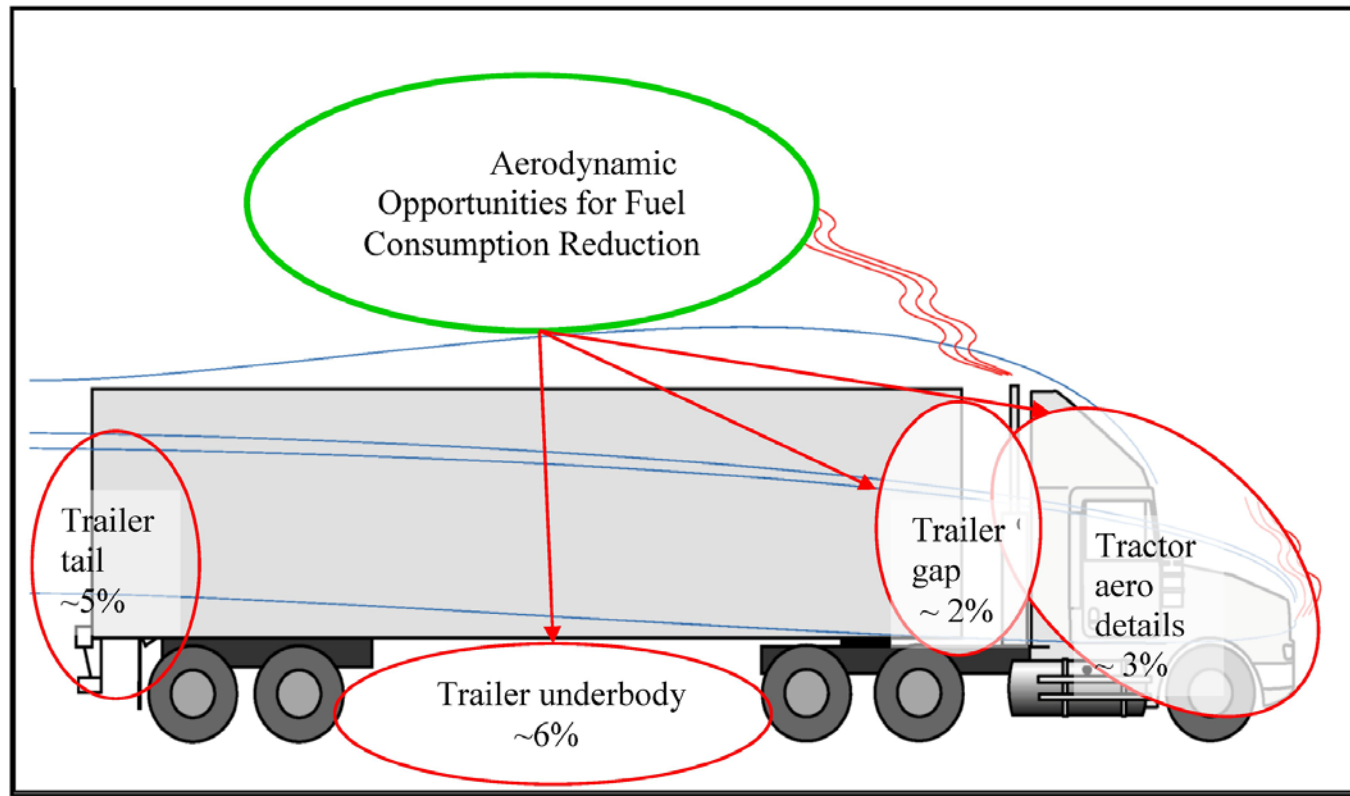 Aerodynamic
Opportunities for Fuel
Consumption Reduction
Trailer
tail
~5%
Trailer underbody
~6%
Trailer
gap
~ 2%
Tractor
aero
details
~ 3%